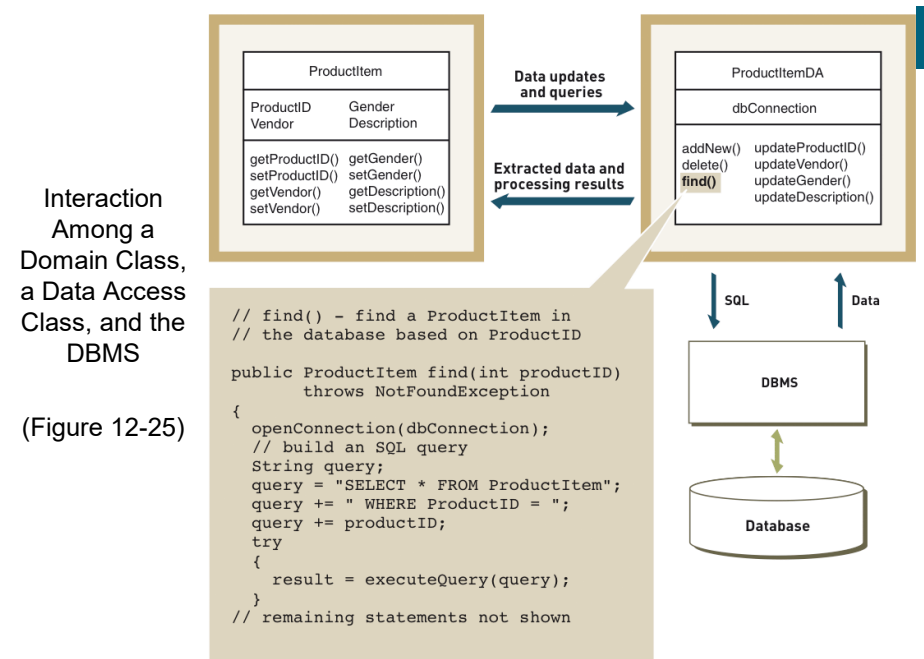 Interaction
Among a
Domain Class,
a Data Access
Class, and the
DBMS
(Figure 12-25)
ProductItem
ProductID Gender
Vendor Description
getProductID() getGender()
setProductID() setGender()
getVendor() getDescription()
setVendor() setDescription()
Data updates
and queries
Extracted data and
processing results
ProductItemDA
dbConnection
addNew() updateProductID()
delete() updateVendor()
find() updateGender()
updateDescription()
SQL
Data
DBMS
Database
// find() – find a ProductItem in
// the database based on ProductID
public ProductItem find(int productID)
throws NotFoundException
{
openConnection(dbConnection);
// build an SQL query
String query;
query = "SELECT * FROM ProductItem";
query += " WHERE ProductID = ";
query += productID;
try
{
result = executeQuery(query);
}
// remaining statements not shown